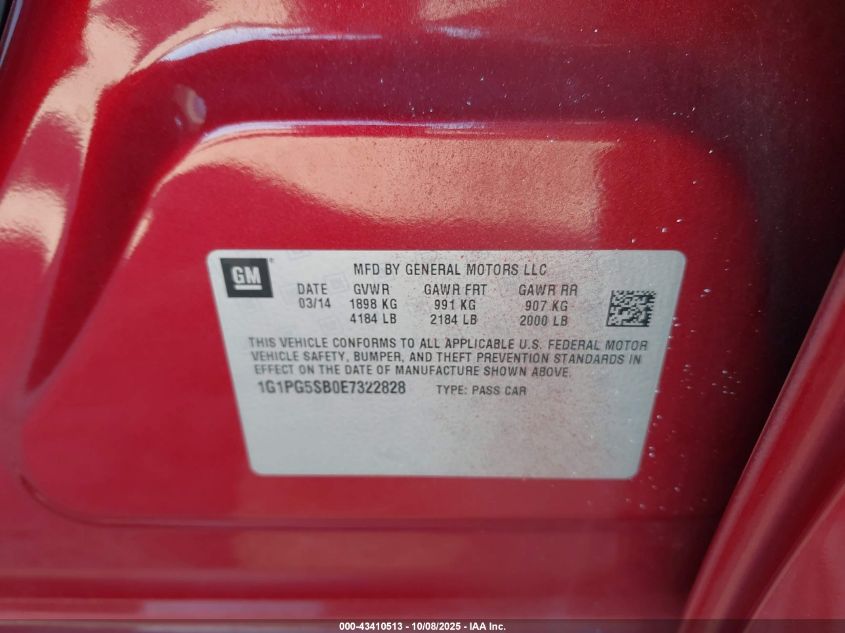 GM
MFD BY GENERAL MOTORS LLC
DATE GVWR GAWR FRT GAWR RR
03/14 1898 KG 991 KG 907 KG
4184 LB 2184 LB 2000 LB
THIS VEHICLE CONFORMS TO ALL APPLICABLE U.S. FEDERAL MOTOR
VEHICLE SAFETY, BUMPER, AND THEFT PREVENTION STANDARDS IN
EFFECT ON THE DATE OF MANUFACTURE SHOWN ABOVE.
1G1PG5SB0E7322828 TYPE: PASS CAR
000-43410513 - 10/08/2025 - IAA Inc.